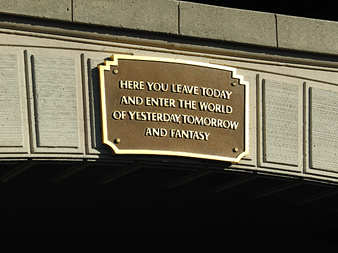 HERE YOU LEAVE TODAY
AND ENTER THE WORLD
OF YESTERDAY, TOMORROW
AND FANTASY